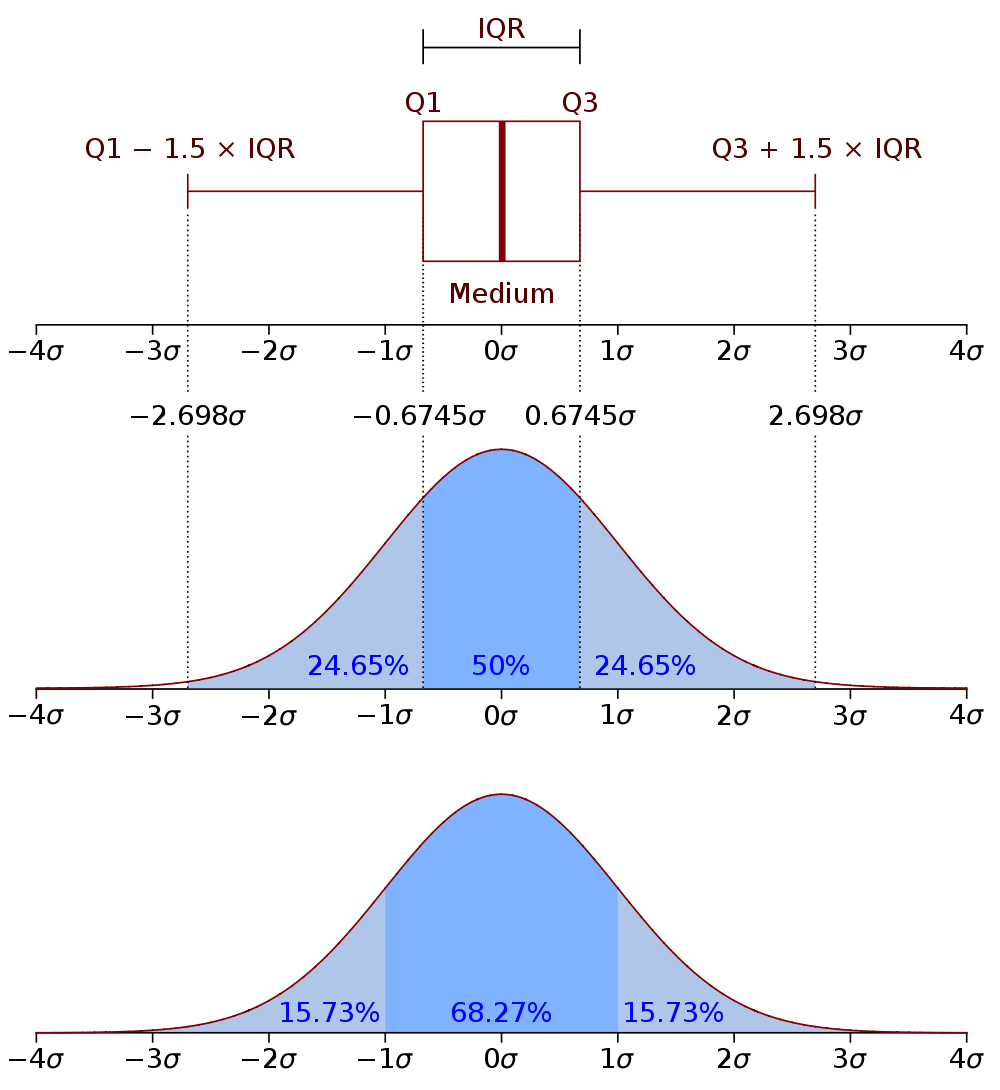 IQR
Q1 Q3
Q1 − 1.5 × IQR Q3 + 1.5 × IQR
Medium
−4σ −3σ −2σ −1σ 0σ 1σ 2σ 3σ 4σ
−2.698σ −0.6745σ 0.6745σ 2.698σ
24.65% 50% 24.65%
−4σ −3σ −2σ −1σ 0σ 1σ 2σ 3σ 4σ
15.73% 68.27% 15.73%
−4σ −3σ −2σ −1σ 0σ 1σ 2σ 3σ 4σ